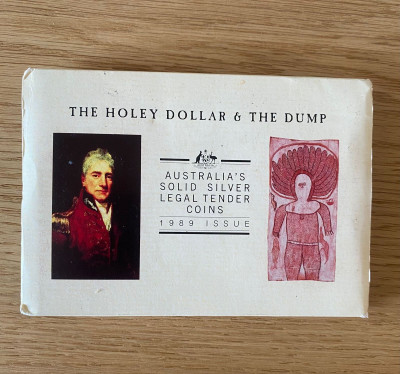 THE HOLEY DOLLAR & THE DUMP
AUSTRALIA'S
SOLID SILVER
LEGAL TENDER
COINS
1989 ISSUE